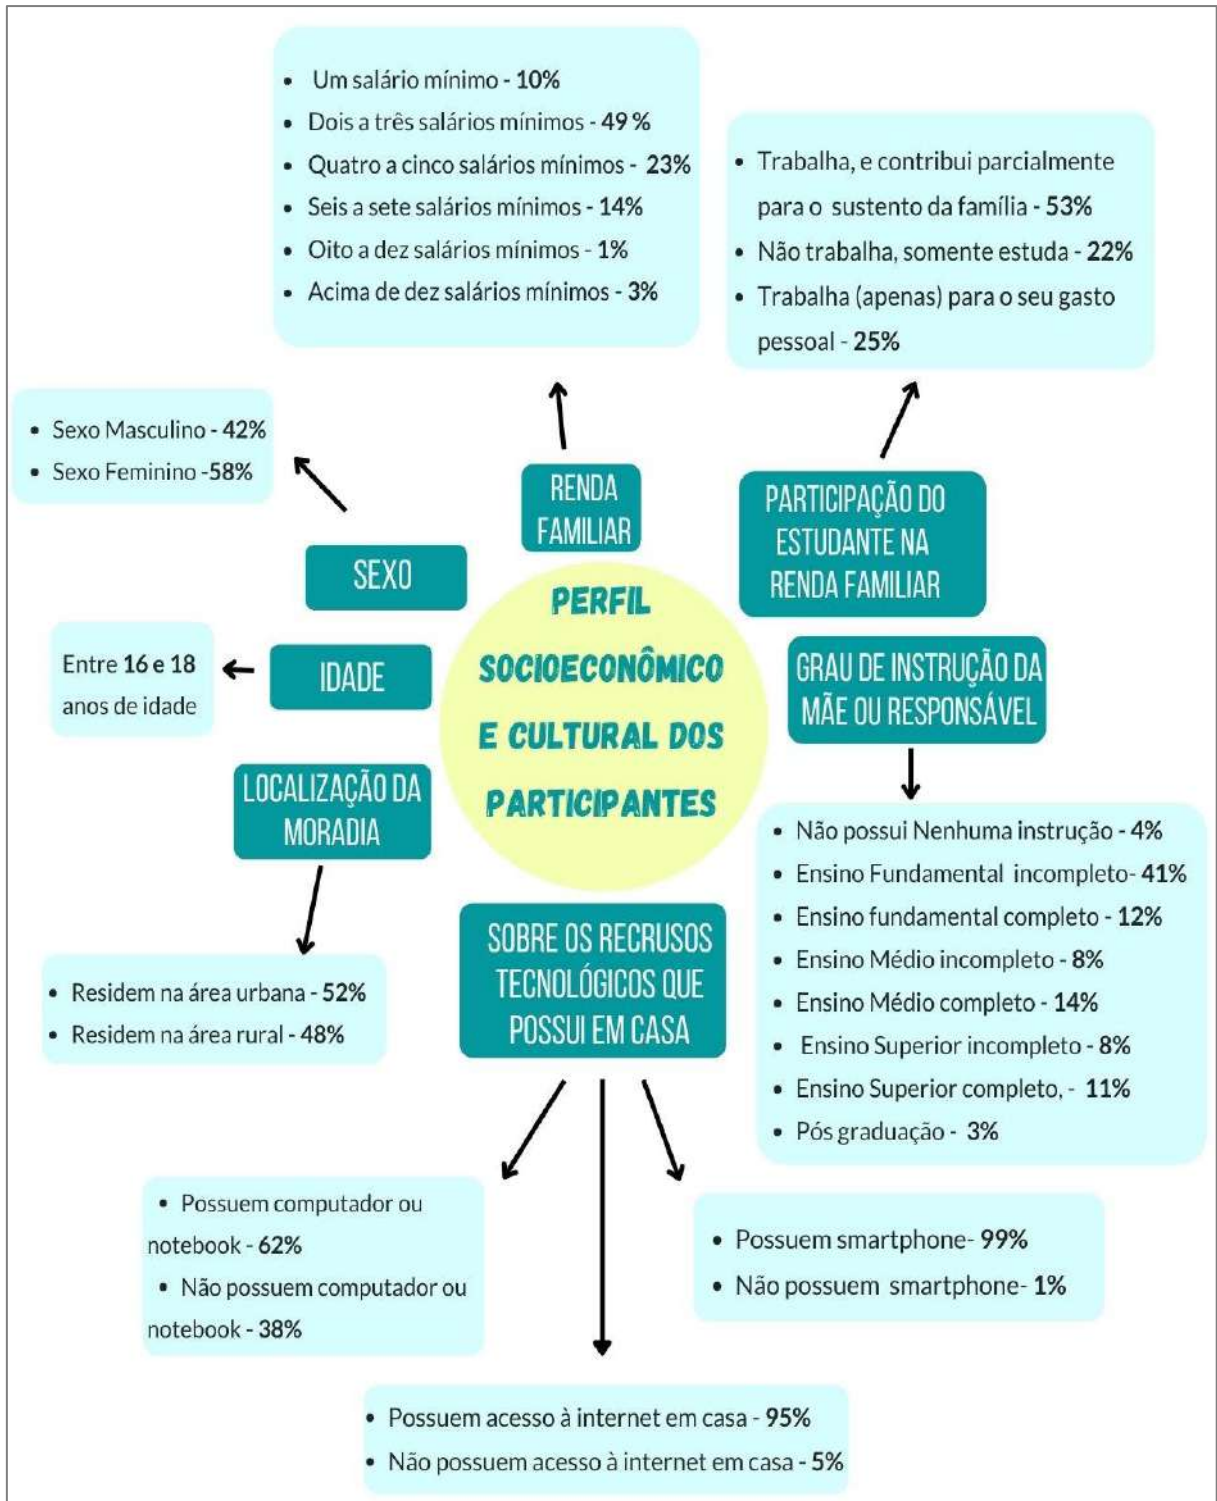 • Um salário mínimo - 10%
• Dois a três salários mínimos - 49 %
• Quatro a cinco salários mínimos - 23%
• Seis a sete salários mínimos - 14%
• Oito a dez salários mínimos - 1%
• Acima de dez salários mínimos - 3%
• Trabalha, e contribui parcialmente
para o sustento da família - 53%
• Não trabalha, somente estuda - 22%
• Trabalha (apenas) para o seu gasto
pessoal - 25%
• Sexo Masculino - 42%
• Sexo Feminino -58%
RENDA
FAMILIAR
PARTICIPAÇÃO DO
ESTUDANTE NA
RENDA FAMILIAR
SEXO
PERFIL
SOCIOECONÔMICO
E CULTURAL DOS
PARTICIPANTES
Entre 16 e 18
anos de idade
IDADE
GRAU DE INSTRUÇÃO DA
MÃE OU RESPONSÁVEL
LOCALIZAÇÃO DA
MORADIA
• Não possui Nenhuma instrução - 4%
• Ensino Fundamental incompleto- 41%
• Ensino fundamental completo - 12%
• Ensino Médio incompleto - 8%
• Ensino Médio completo - 14%
• Ensino Superior incompleto - 8%
• Ensino Superior completo, - 11%
• Pós graduação - 3%
SOBRE OS RECRUSOS
TECNOLÓGICOS QUE
POSSUI EM CASA
• Residem na área urbana - 52%
• Residem na área rural - 48%
• Possuem computador ou
notebook - 62%
• Não possuem computador ou
notebook - 38%
• Possuem smartphone- 99%
• Não possuem smartphone- 1%
• Possuem acesso à internet em casa - 95%
• Não possuem acesso à internet em casa - 5%